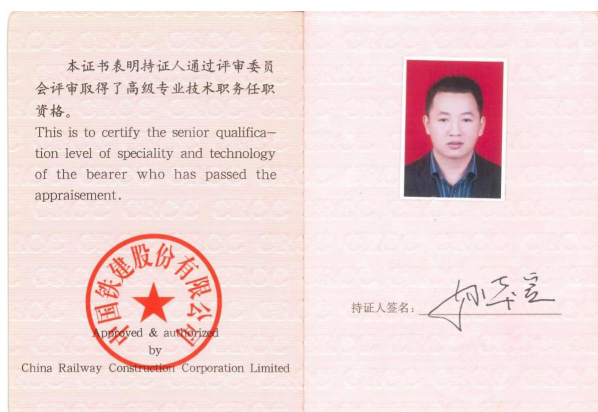 本证书表明持证人通过评审委员
会评审取得了高级专业技术职务任职
资格。
This is to certify the senior qualifica-
tion level of speciality and technology
of the bearer who has passed the
appraisement.
中国铁建股份有限公司
Approved & authorized
by
China Railway Construction Corporation Limited
持证人签名: